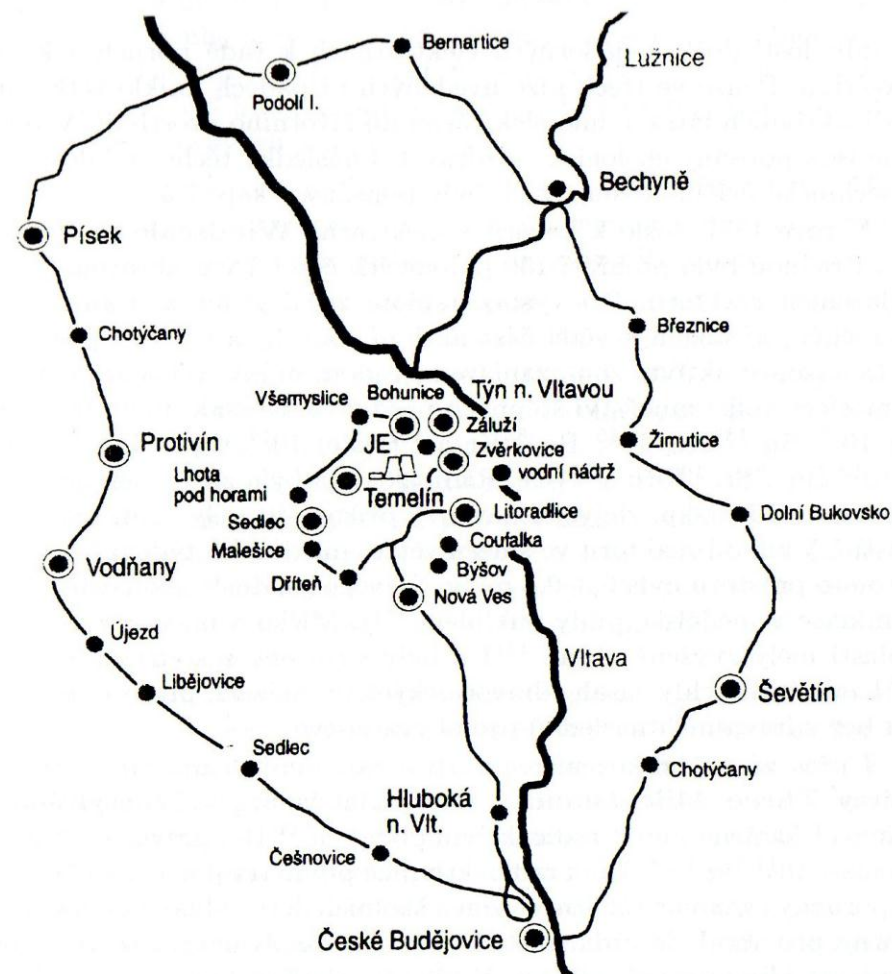 Bernartice
Lužnice
Podolí I.
Bechyně
Písek
Chotýčany
Březnice
Týn n. Vltavou
Bohunice
Všemyslice
Záluží
JE
Protivín
Zvěrkovice
Žimutice
vodní nádrž
Lhota
pod horami
Temelín
Litoradlice
Dolní Bukovsko
Sedlec
Coufalka
Malešice
Vodňany
Býšov
Dříteň
Nová Ves
Újezd
Vltava
Libějovice
Ševětín
Sedlec
Chotýčany
Hluboká
n. Vlt.
Češnovice
České Budějovice